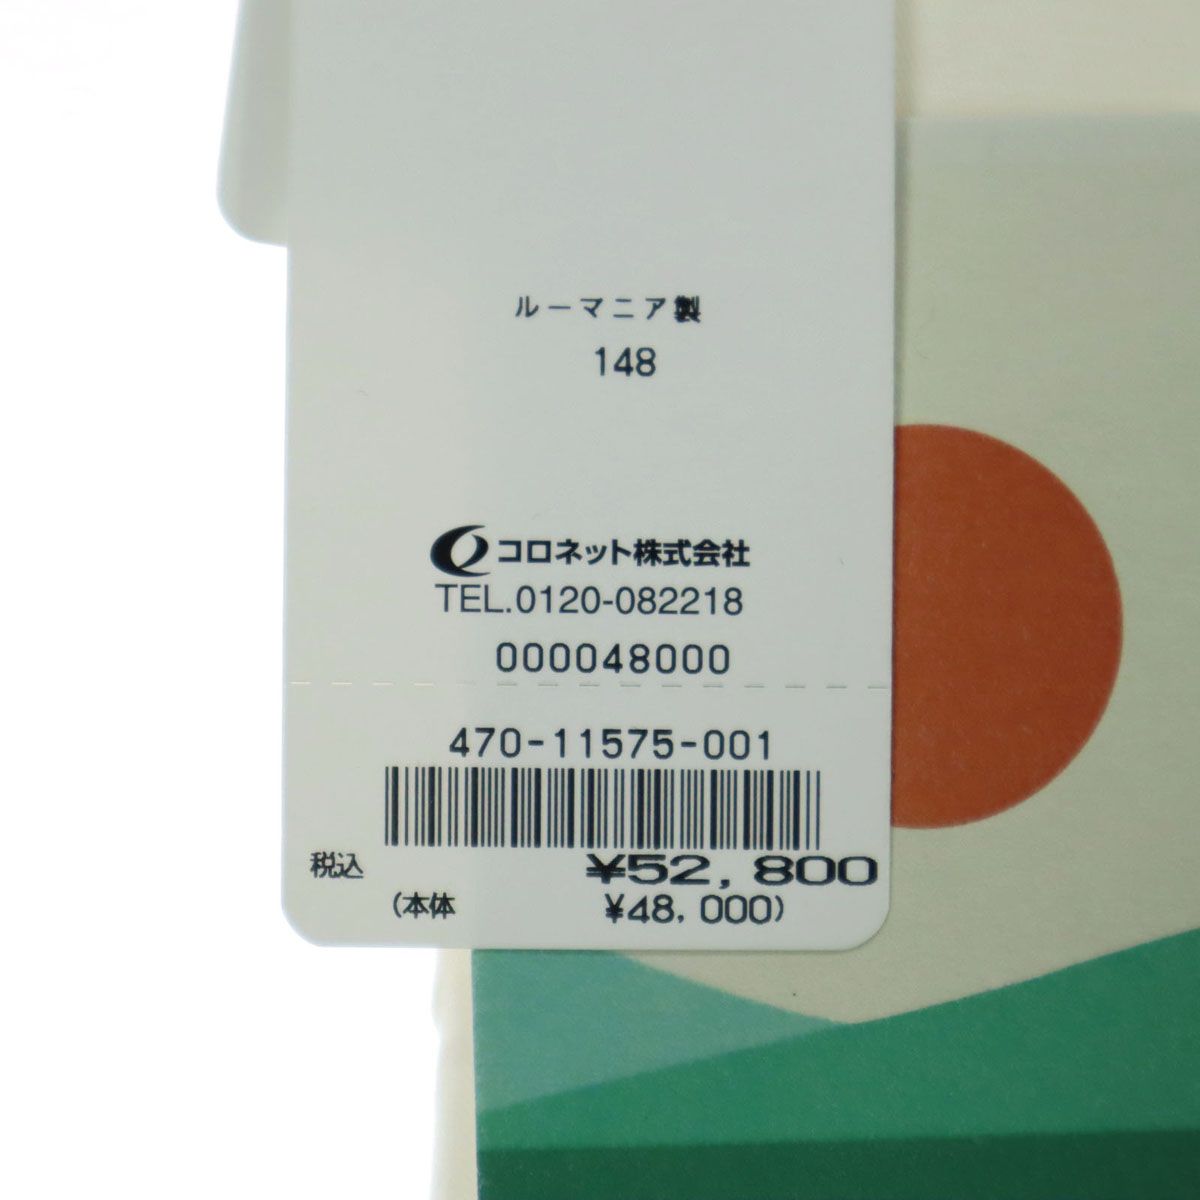 ルーマニア製
148
コロネット株式会社
TEL.0120-082218
000048000
470-11575-001
税込 ¥52,800
(本体 ¥48,000)